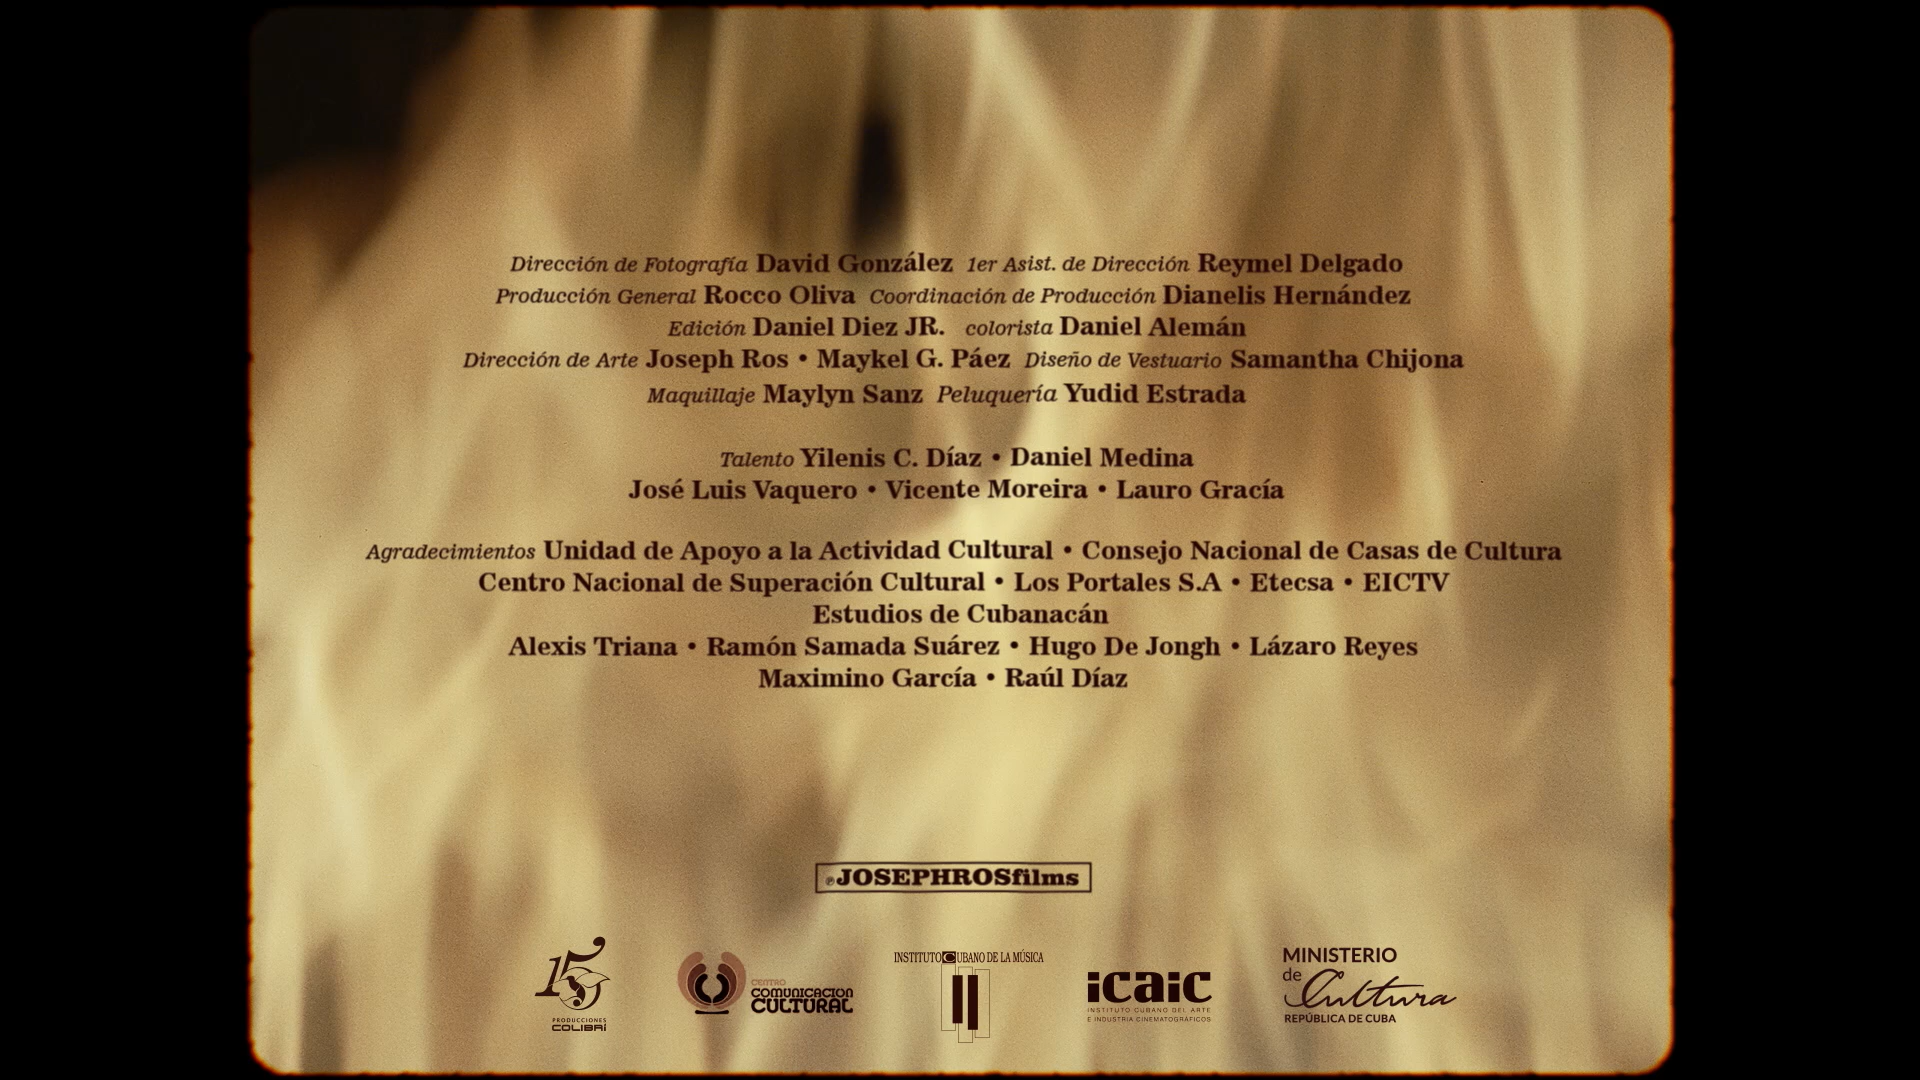 Dirección de Fotografía David González 1er Asist. de Dirección Reymel Delgado
Producción General Rocco Oliva Coordinación de Producción Dianelis Hernández
Edición Daniel Diez JR. colorista Daniel Alemán
Dirección de Arte Joseph Ros • Maykel G. Páez Diseño de Vestuario Samantha Chijona
Maquillaje Maylyn Sanz Peluquería Yudid Estrada
Talento Yilenis C. Díaz • Daniel Medina
José Luis Vaquero • Vicente Moreira • Lauro Gracía
Agradecimientos Unidad de Apoyo a la Actividad Cultural • Consejo Nacional de Casas de Cultura
Centro Nacional de Superación Cultural • Los Portales S.A • Etecsa • EICTV
Estudios de Cubanacán
Alexis Triana • Ramón Samada Suárez • Hugo De Jongh • Lázaro Reyes
Maximino García • Raúl Díaz
℗JOSEPHROSfilms
15
PRODUCCIONES
COLIBRÍ
CENTRO
COMUNICACION
CULTURAL
INSTITUTO CUBANO DE LA MÚSICA
icaic
INSTITUTO CUBANO DEL ARTE
E INDUSTRIA CINEMATOGRÁFICOS
MINISTERIO
de Cultura
REPÚBLICA DE CUBA